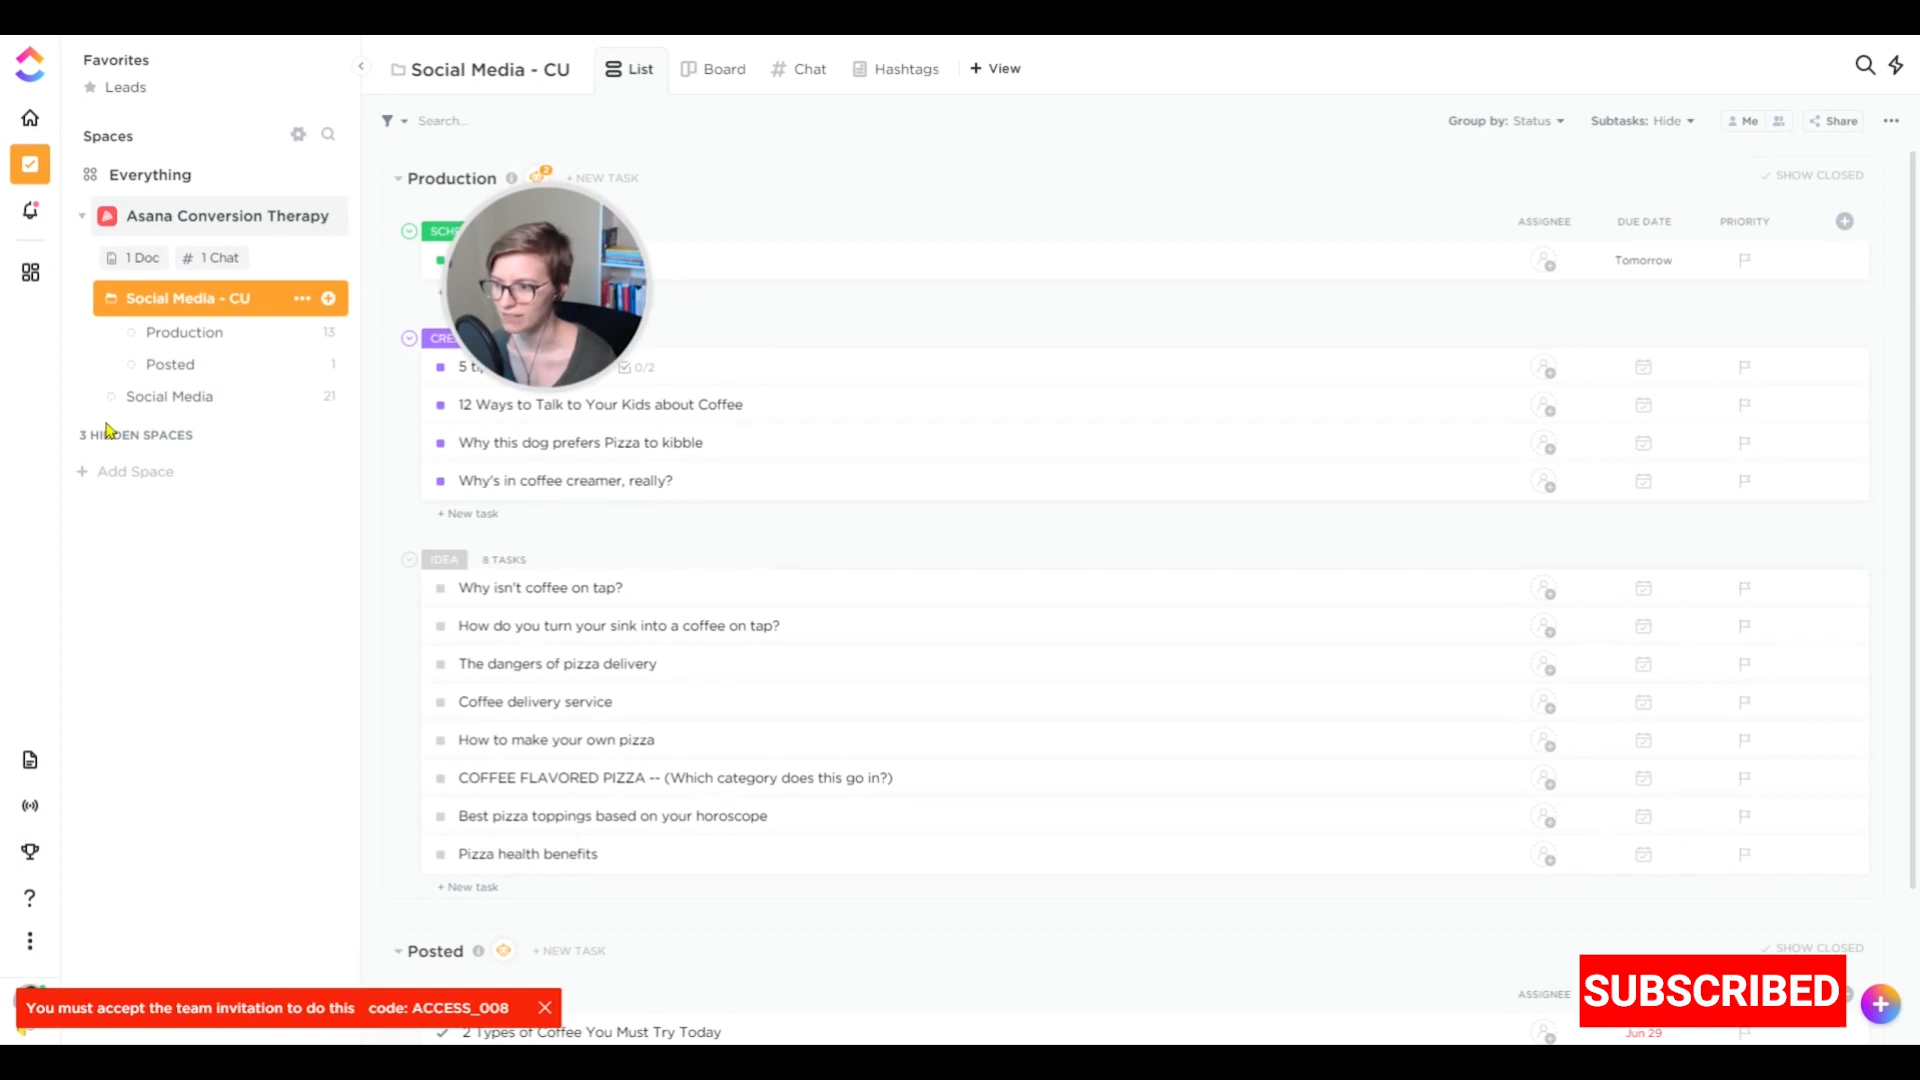 Favorites
Leads
Spaces
Everything
Asana Conversion Therapy
1 Doc # 1 Chat
Social Media - CU
Production 13
Posted 1
Social Media 21
3 HIDDEN SPACES
+ Add Space
Social Media - CU List Board # Chat Hashtags + View
Search...
Group by: Status Subtasks: Hide Me Share
Production 2 + NEW TASK SHOW CLOSED
ASSIGNEE DUE DATE PRIORITY
Tomorrow
0/2
12 Ways to Talk to Your Kids about Coffee
Why this dog prefers Pizza to kibble
Why's in coffee creamer, really?
+ New task
IDEA 8 TASKS
Why isn't coffee on tap?
How do you turn your sink into a coffee on tap?
The dangers of pizza delivery
Coffee delivery service
How to make your own pizza
COFFEE FLAVORED PIZZA -- (Which category does this go in?)
Best pizza toppings based on your horoscope
Pizza health benefits
+ New task
Posted + NEW TASK SHOW CLOSED
ASSIGNEE
2 Types of Coffee You Must Try Today Jun 29
You must accept the team invitation to do this code: ACCESS_008
SUBSCRIBED